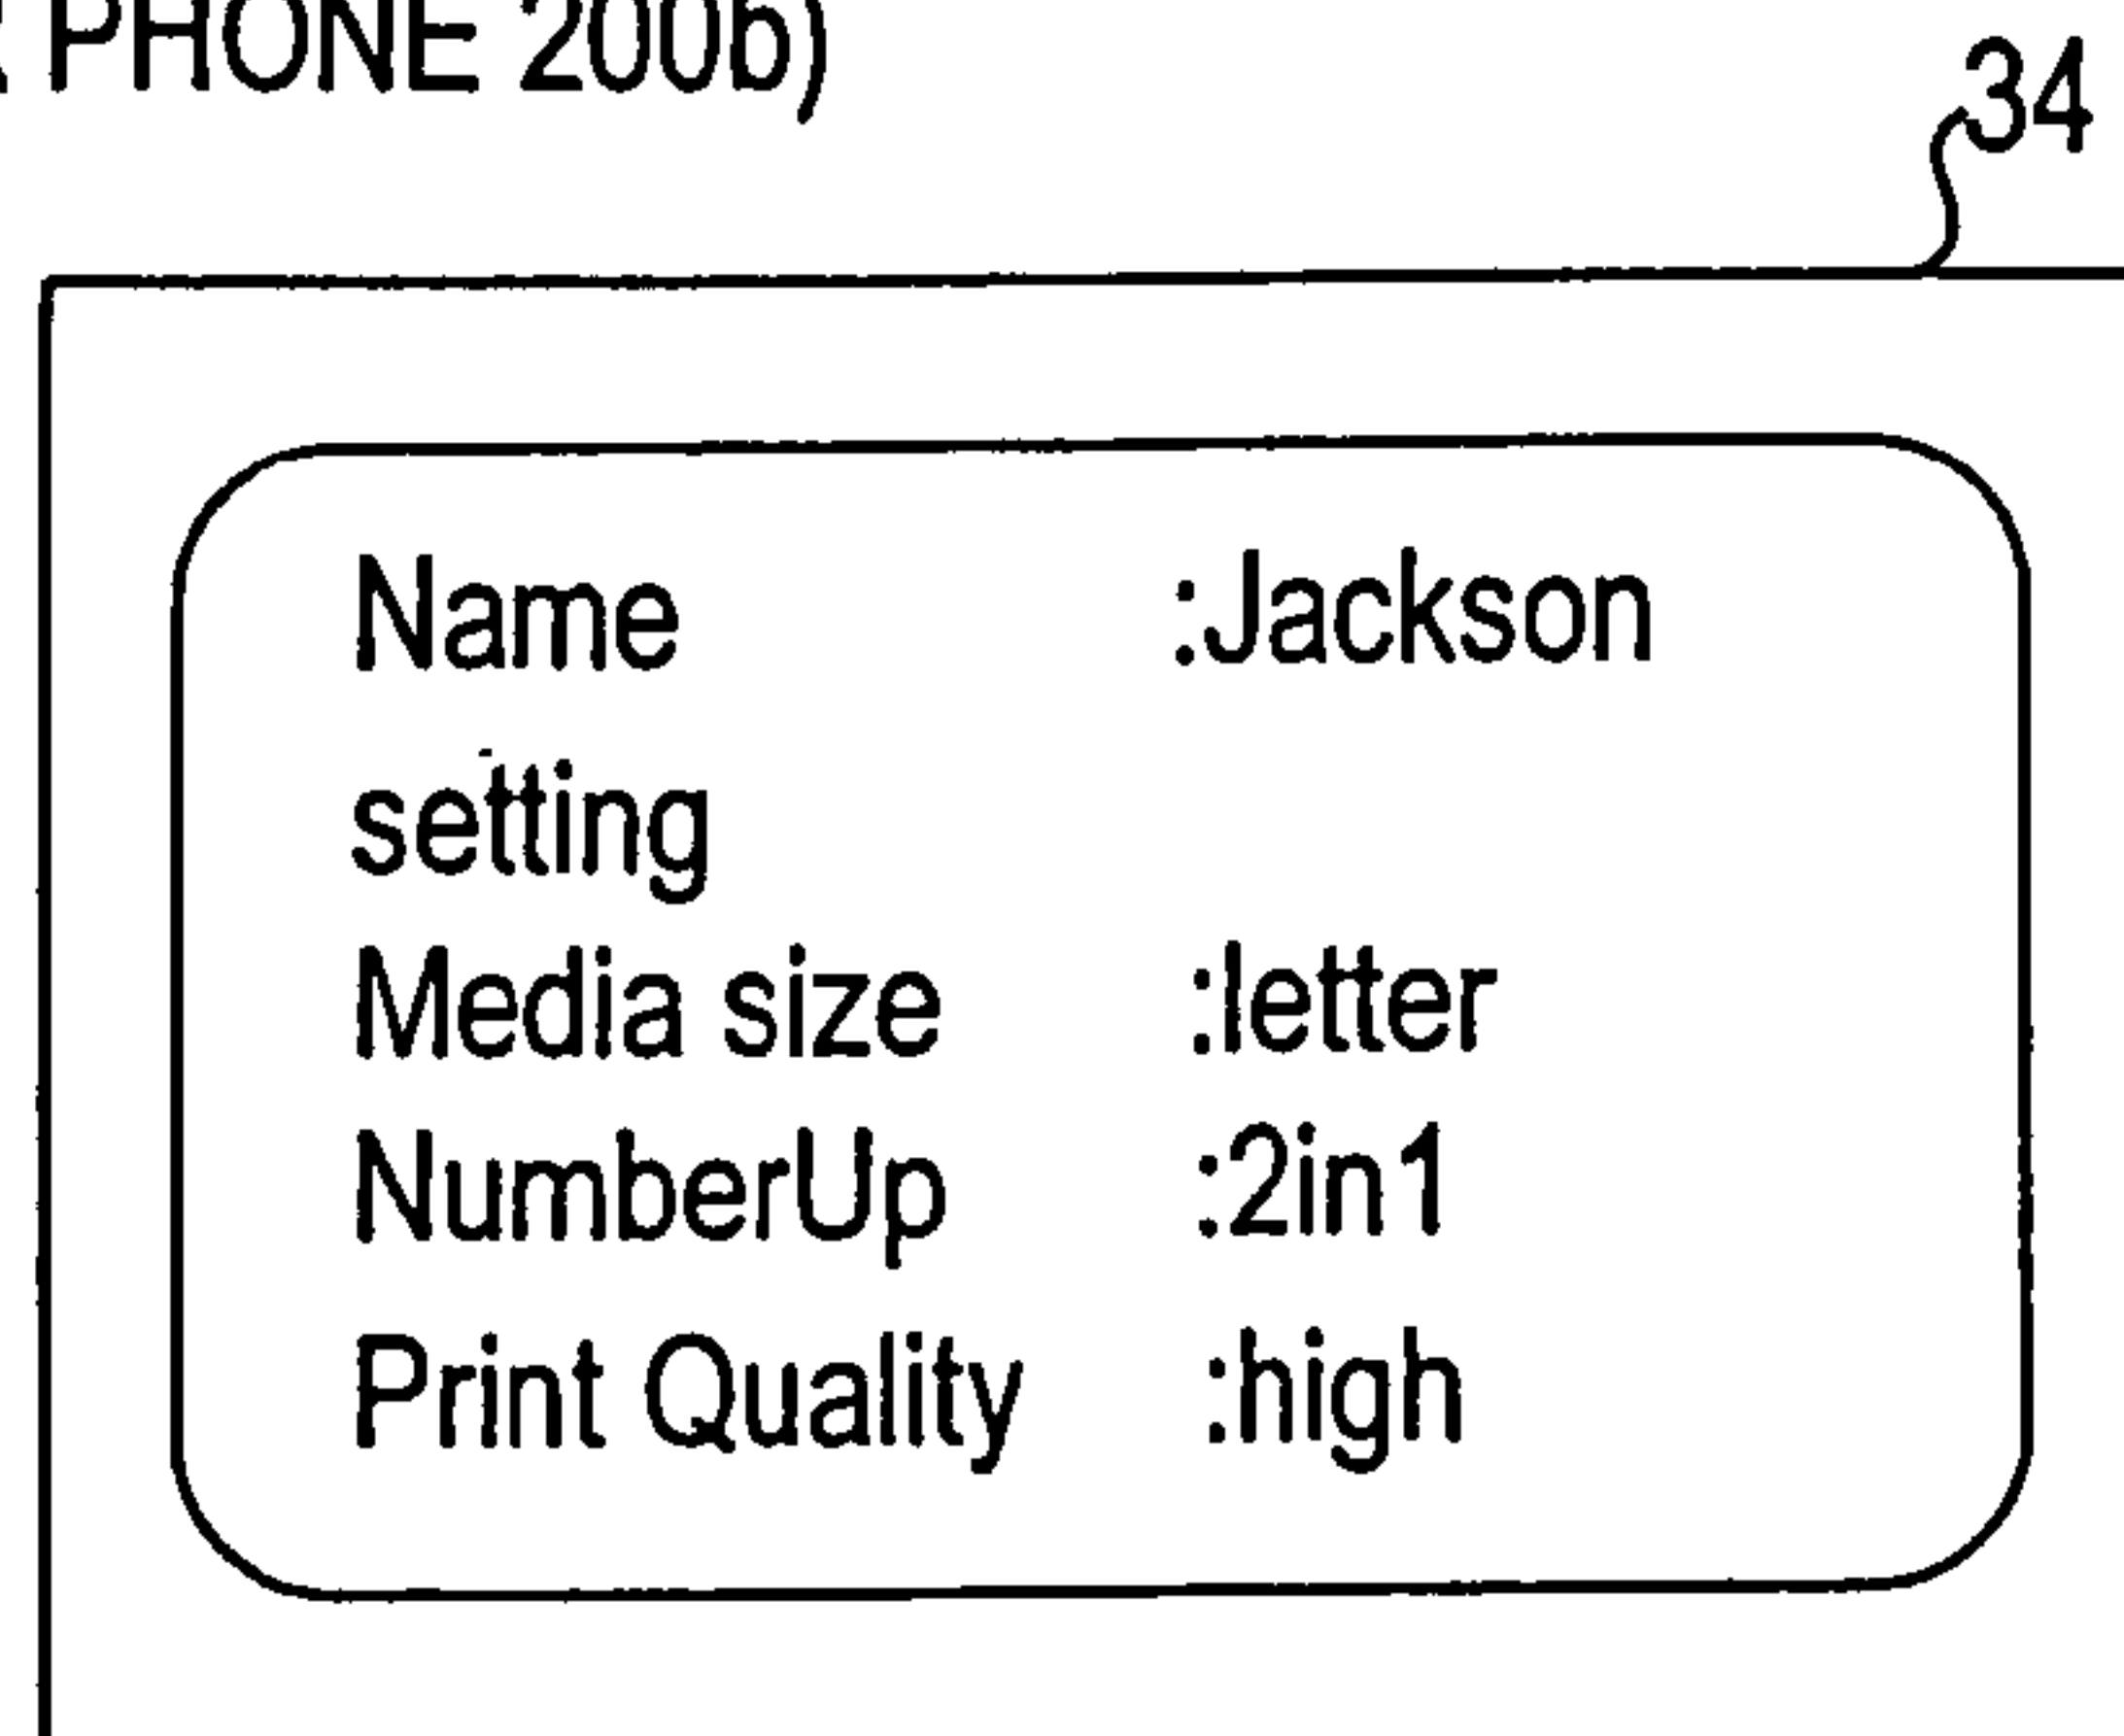 PHONE 200b)
34
Name :Jackson
setting
Media size :letter
NumberUp :2in1
Print Quality :high